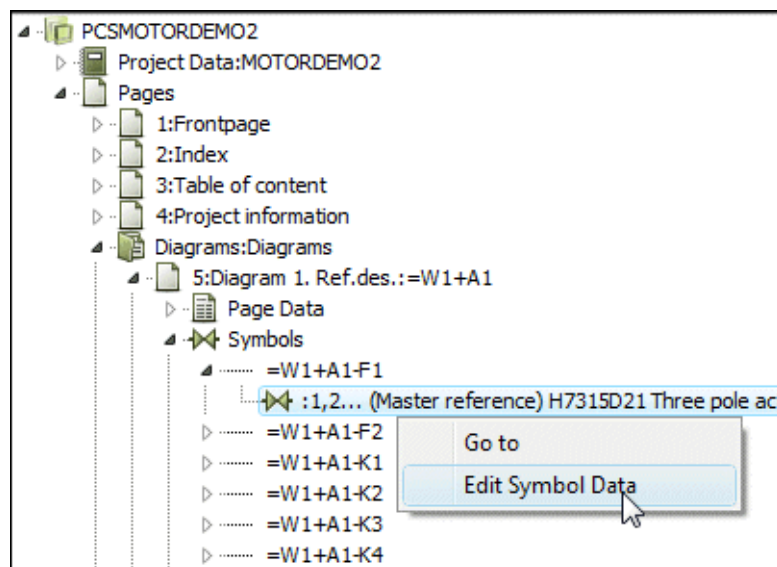 PCSMOTORDEMO2
Project Data:MOTORDEMO2
Pages
1:Frontpage
2:Index
3:Table of content
4:Project information
Diagrams:Diagrams
5:Diagram 1. Ref.des.:=W1+A1
Page Data
Symbols
=W1+A1-F1
:1,2... (Master reference) H7315D21 Three pole ac
=W1+A1-F2
Go to
=W1+A1-K1
Edit Symbol Data
=W1+A1-K2
=W1+A1-K3
=W1+A1-K4